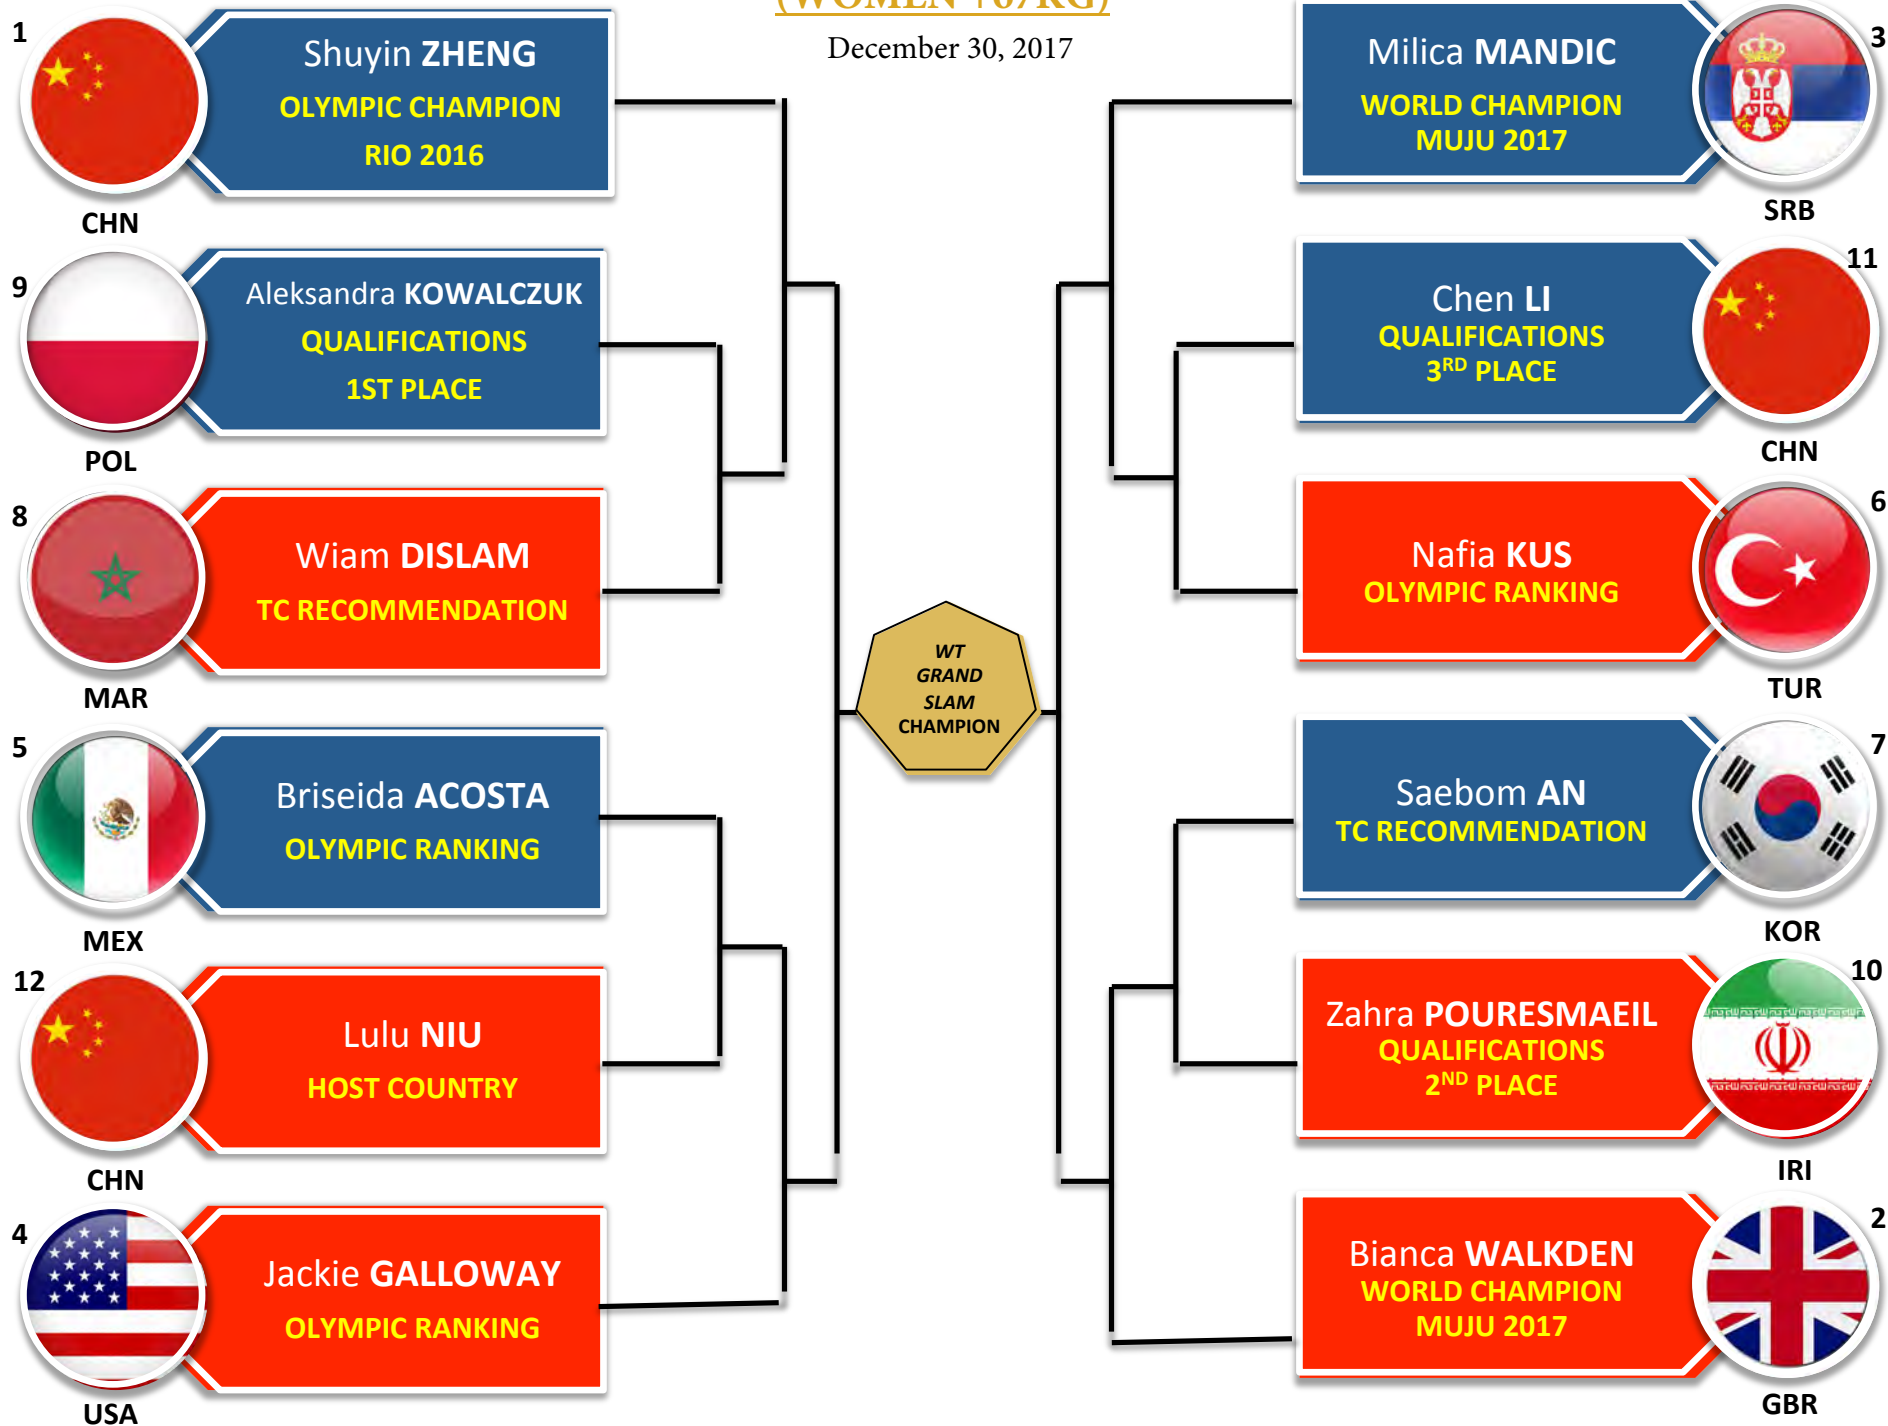 (WOMEN +67KG)
December 30, 2017
1
Shuyin ZHENG
OLYMPIC CHAMPION
RIO 2016
CHN
9
Aleksandra KOWALCZUK
QUALIFICATIONS
1ST PLACE
POL
8
Wiam DISLAM
TC RECOMMENDATION
MAR
5
Briseida ACOSTA
OLYMPIC RANKING
MEX
12
Lulu NIU
HOST COUNTRY
CHN
4
Jackie GALLOWAY
OLYMPIC RANKING
USA
WT
GRAND
SLAM
CHAMPION
3
Milica MANDIC
WORLD CHAMPION
MUJU 2017
SRB
11
Chen LI
QUALIFICATIONS
3RD PLACE
CHN
6
Nafia KUS
OLYMPIC RANKING
TUR
7
Saebom AN
TC RECOMMENDATION
KOR
10
Zahra POURESMAEIL
QUALIFICATIONS
2ND PLACE
IRI
2
Bianca WALKDEN
WORLD CHAMPION
MUJU 2017
GBR